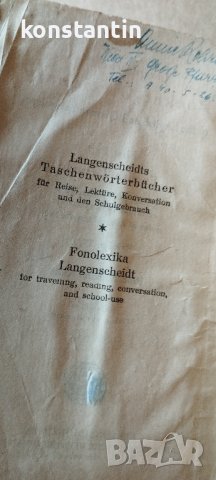 konstantin
Langenscheidts
Taschenwörterbücher
für Reise, Lektüre, Konversation
und den Schulgebrauch
*
Fonolexika
Langenscheidt
for travelling, reading, conversation,
and school-use
BAZAR